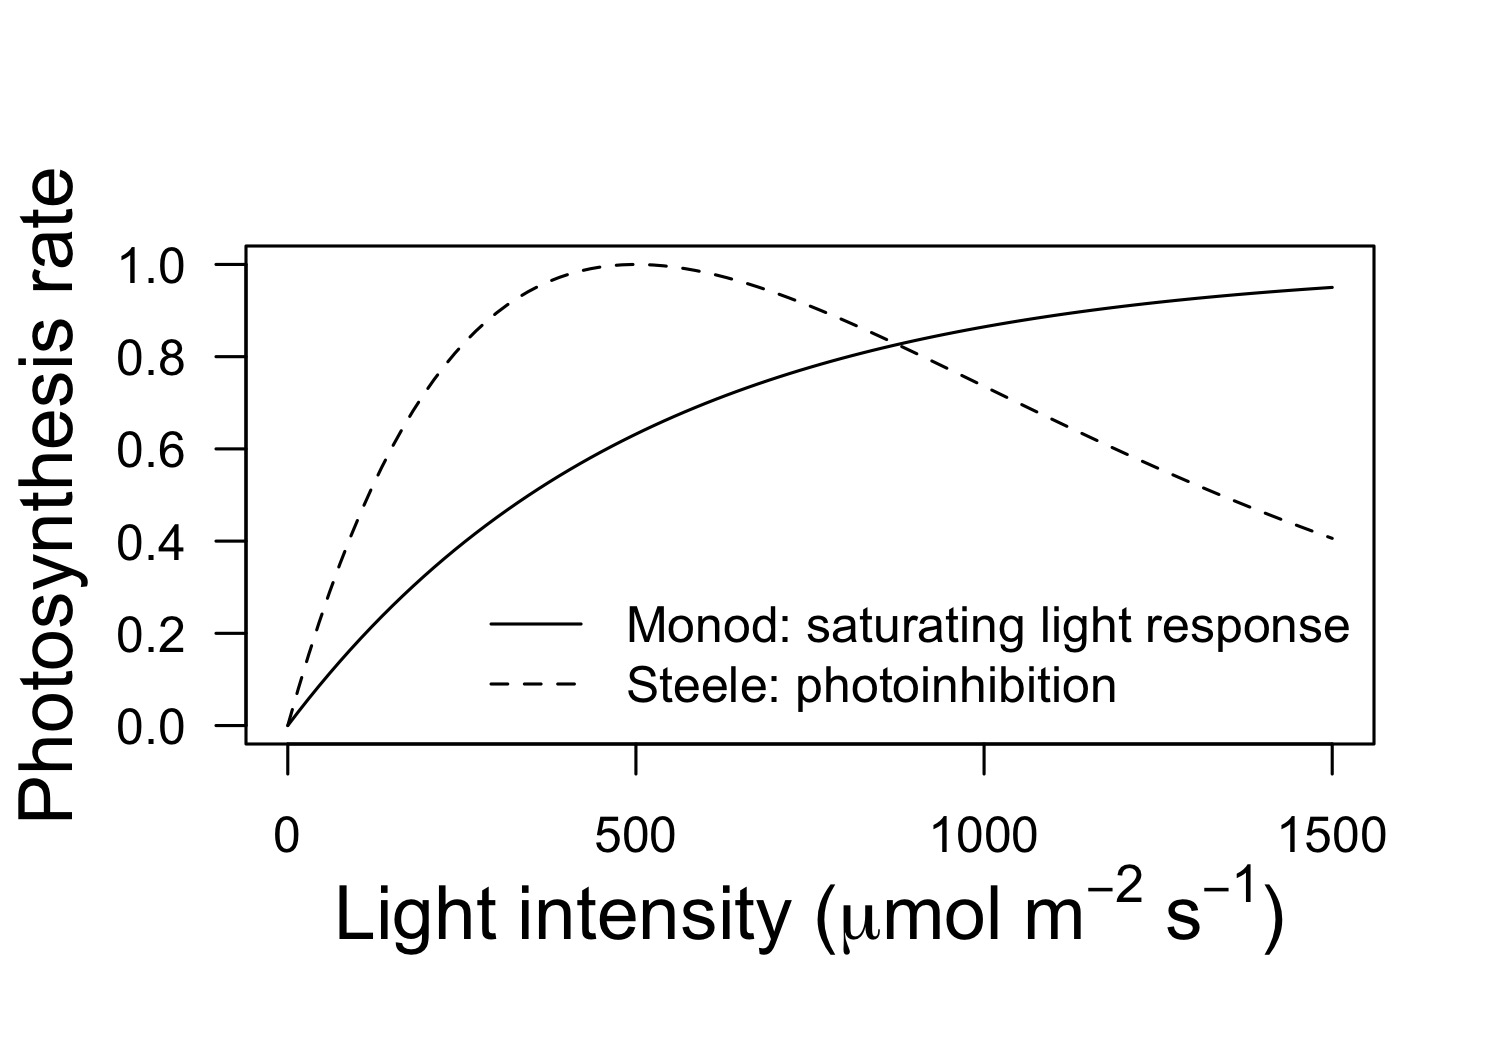 Photosynthesis rate
1.0
0.8
0.6
0.4
0.2
0.0
Monod: saturating light response
Steele: photoinhibition
0 500 1000 1500
Light intensity (μmol m⁻² s⁻¹)